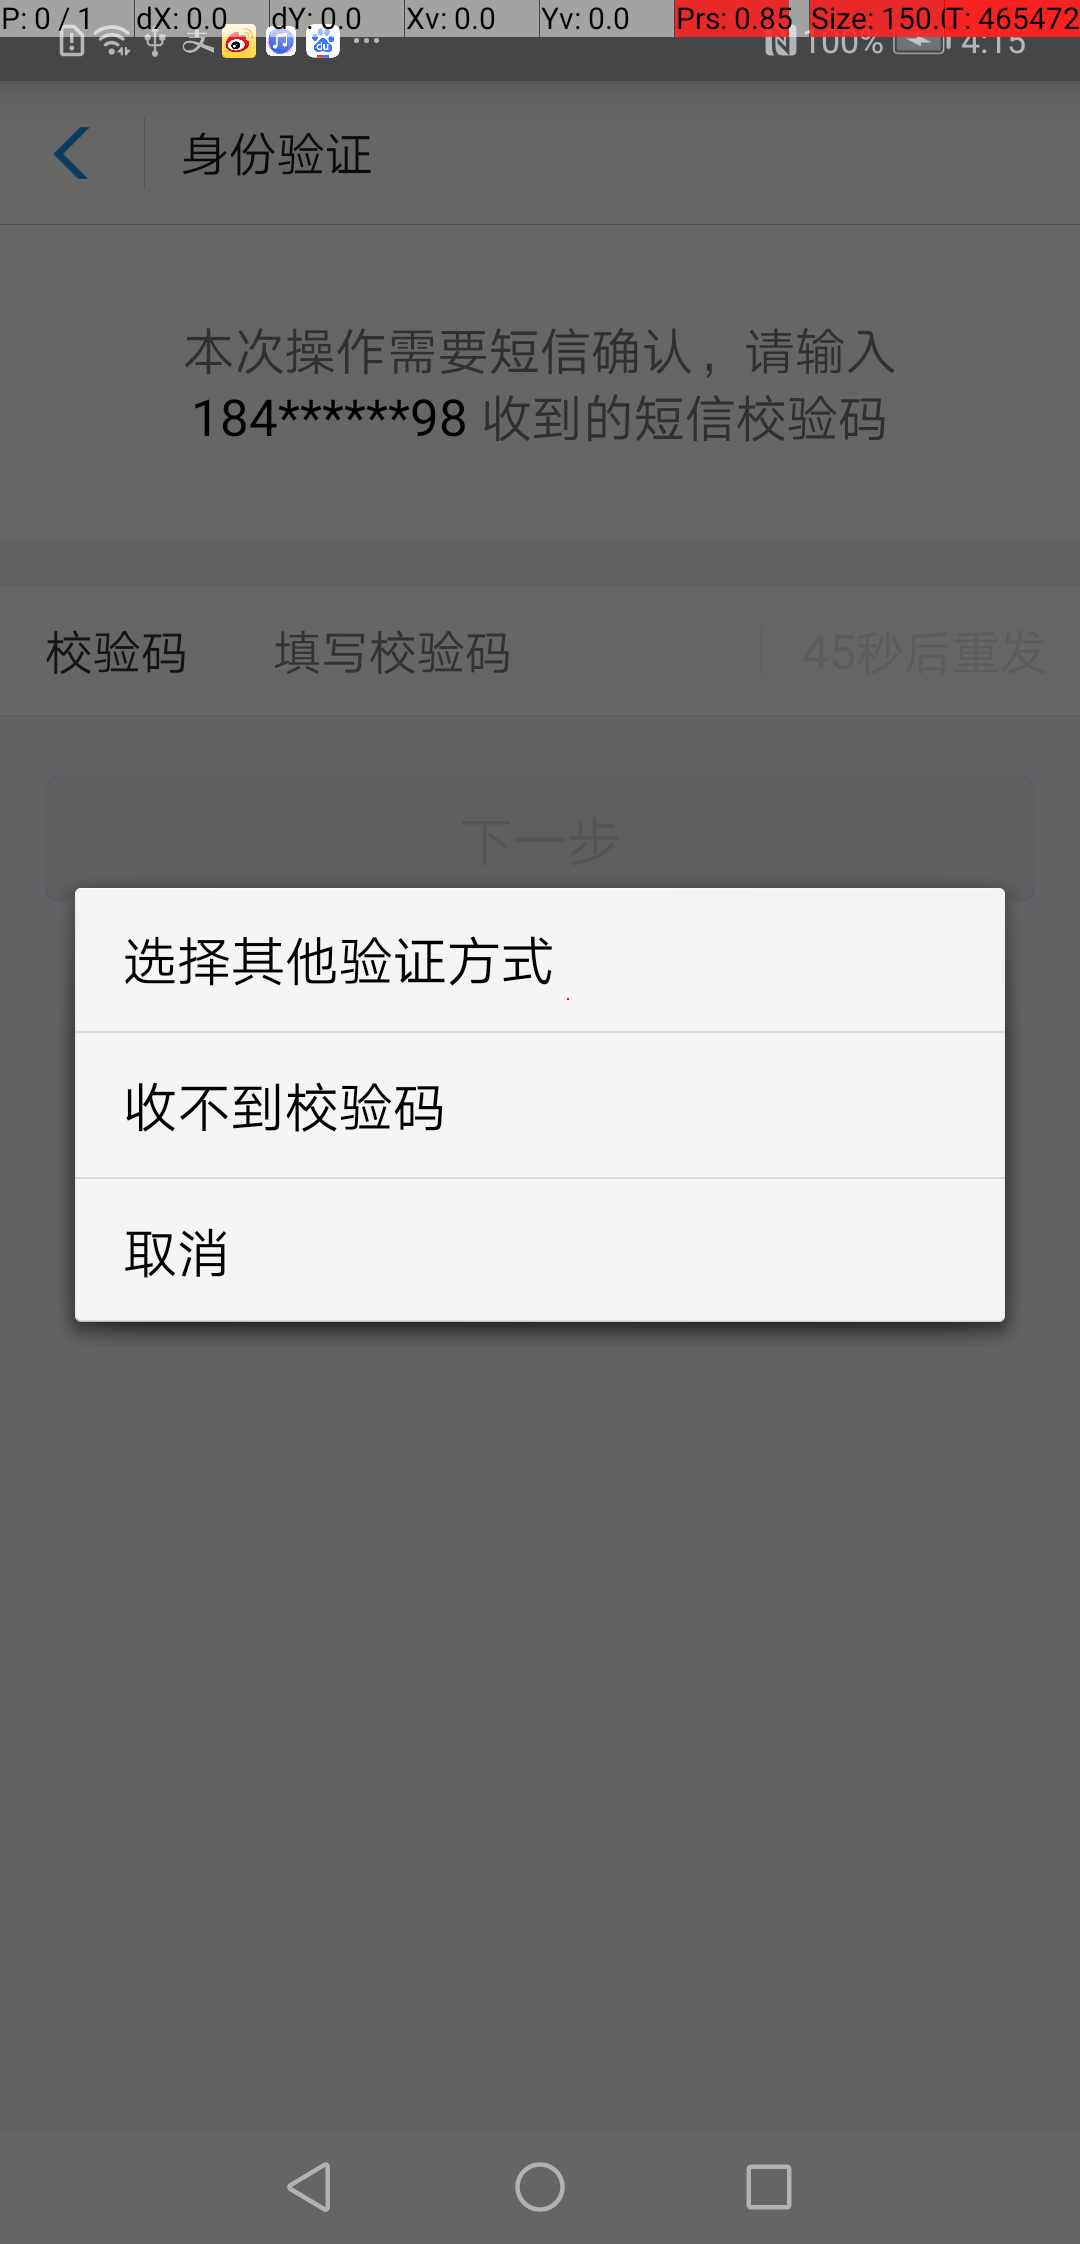 P: 0 / 1 dX: 0.0 dY: 0.0 Xv: 0.0 Yv: 0.0 Prs: 0.85 Size: 150.0 T: 465472
支 du 100% 4:15
身份验证
本次操作需要短信确认，请输入
184******98 收到的短信校验码
校验码 填写校验码 45秒后重发
下一步
选择其他验证方式
收不到校验码
取消